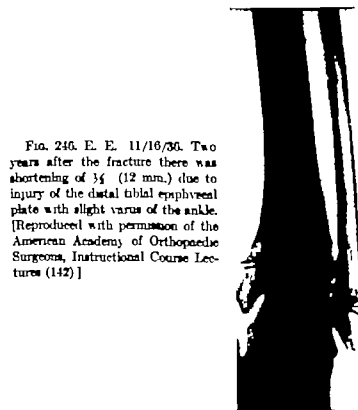 Fig. 246. E. E. 11/16/36. Two
years after the fracture there was
shortening of ½ (12 mm.) due to
injury of the distal tibial epiphyseal
plate with slight varus of the ankle.
[Reproduced with permission of the
American Academy of Orthopaedic
Surgeons, Instructional Course Lec-
tures (142)]